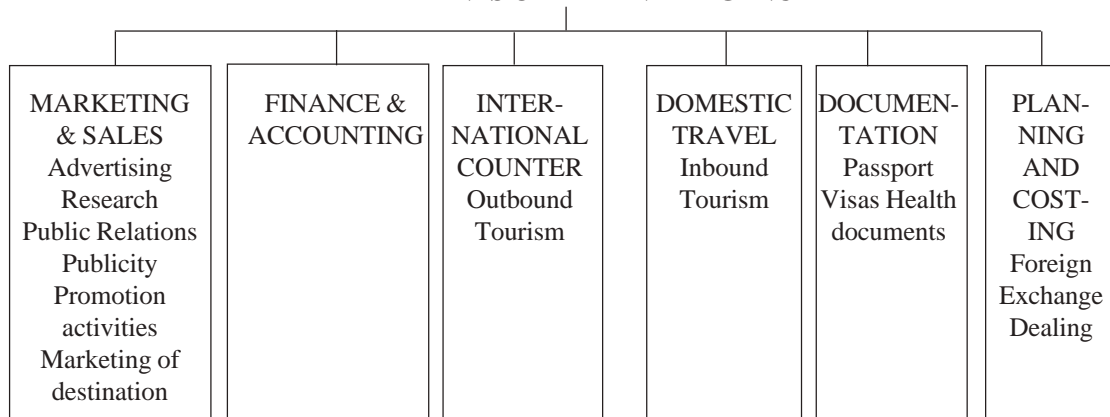 MARKETING
& SALES
Advertising
Research
Public Relations
Publicity
Promotion
activities
Marketing of
destination
FINANCE &
ACCOUNTING
INTER-
NATIONAL
COUNTER
Outbound
Tourism
DOMESTIC
TRAVEL
Inbound
Tourism
DOCUMEN-
TATION
Passport
Visas Health
documents
PLAN-
NING
AND
COST-
ING
Foreign
Exchange
Dealing